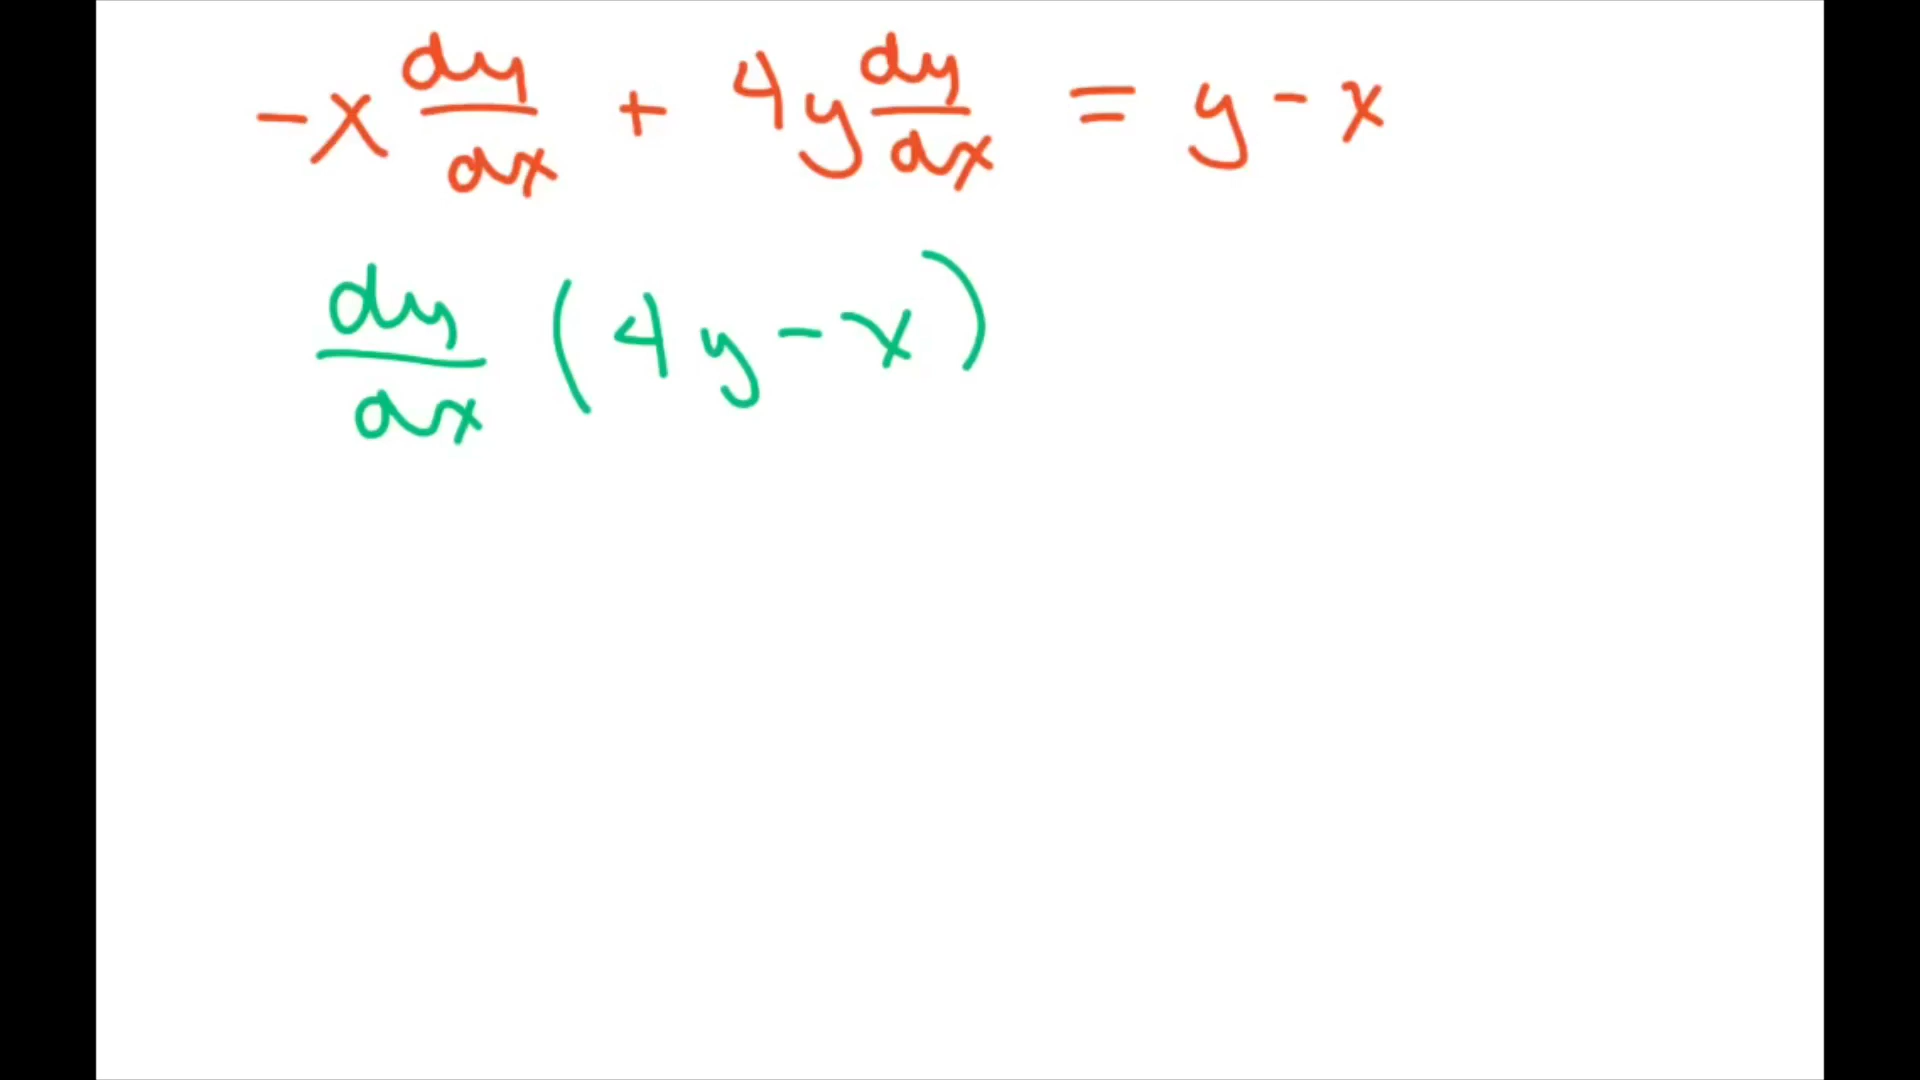 -x dy/dx + 4y dy/dx = y - x
dy/dx (4y - x)